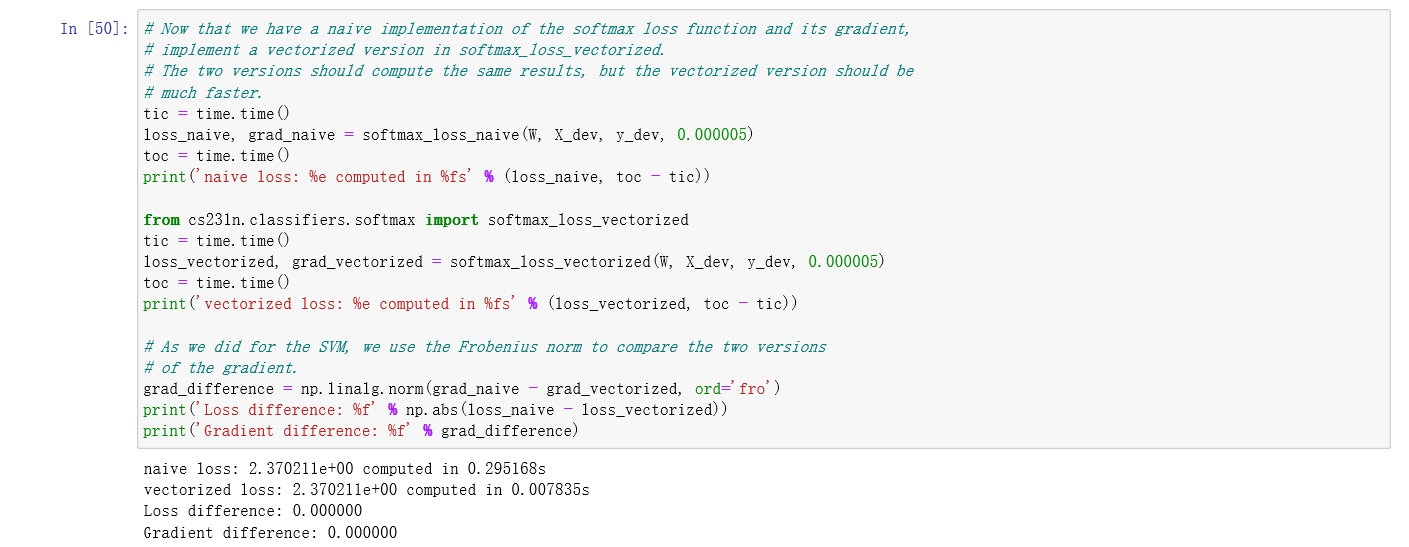 In [50]: # Now that we have a naive implementation of the softmax loss function and its gradient,
# implement a vectorized version in softmax_loss_vectorized.
# The two versions should compute the same results, but the vectorized version should be
# much faster.
tic = time.time()
loss_naive, grad_naive = softmax_loss_naive(W, X_dev, y_dev, 0.000005)
toc = time.time()
print('naive loss: %e computed in %fs' % (loss_naive, toc - tic))
from cs231n.classifiers.softmax import softmax_loss_vectorized
tic = time.time()
loss_vectorized, grad_vectorized = softmax_loss_vectorized(W, X_dev, y_dev, 0.000005)
toc = time.time()
print('vectorized loss: %e computed in %fs' % (loss_vectorized, toc - tic))
# As we did for the SVM, we use the Frobenius norm to compare the two versions
# of the gradient.
grad_difference = np.linalg.norm(grad_naive - grad_vectorized, ord='fro')
print('Loss difference: %f' % np.abs(loss_naive - loss_vectorized))
print('Gradient difference: %f' % grad_difference)
naive loss: 2.370211e+00 computed in 0.295168s
vectorized loss: 2.370211e+00 computed in 0.007835s
Loss difference: 0.000000
Gradient difference: 0.000000